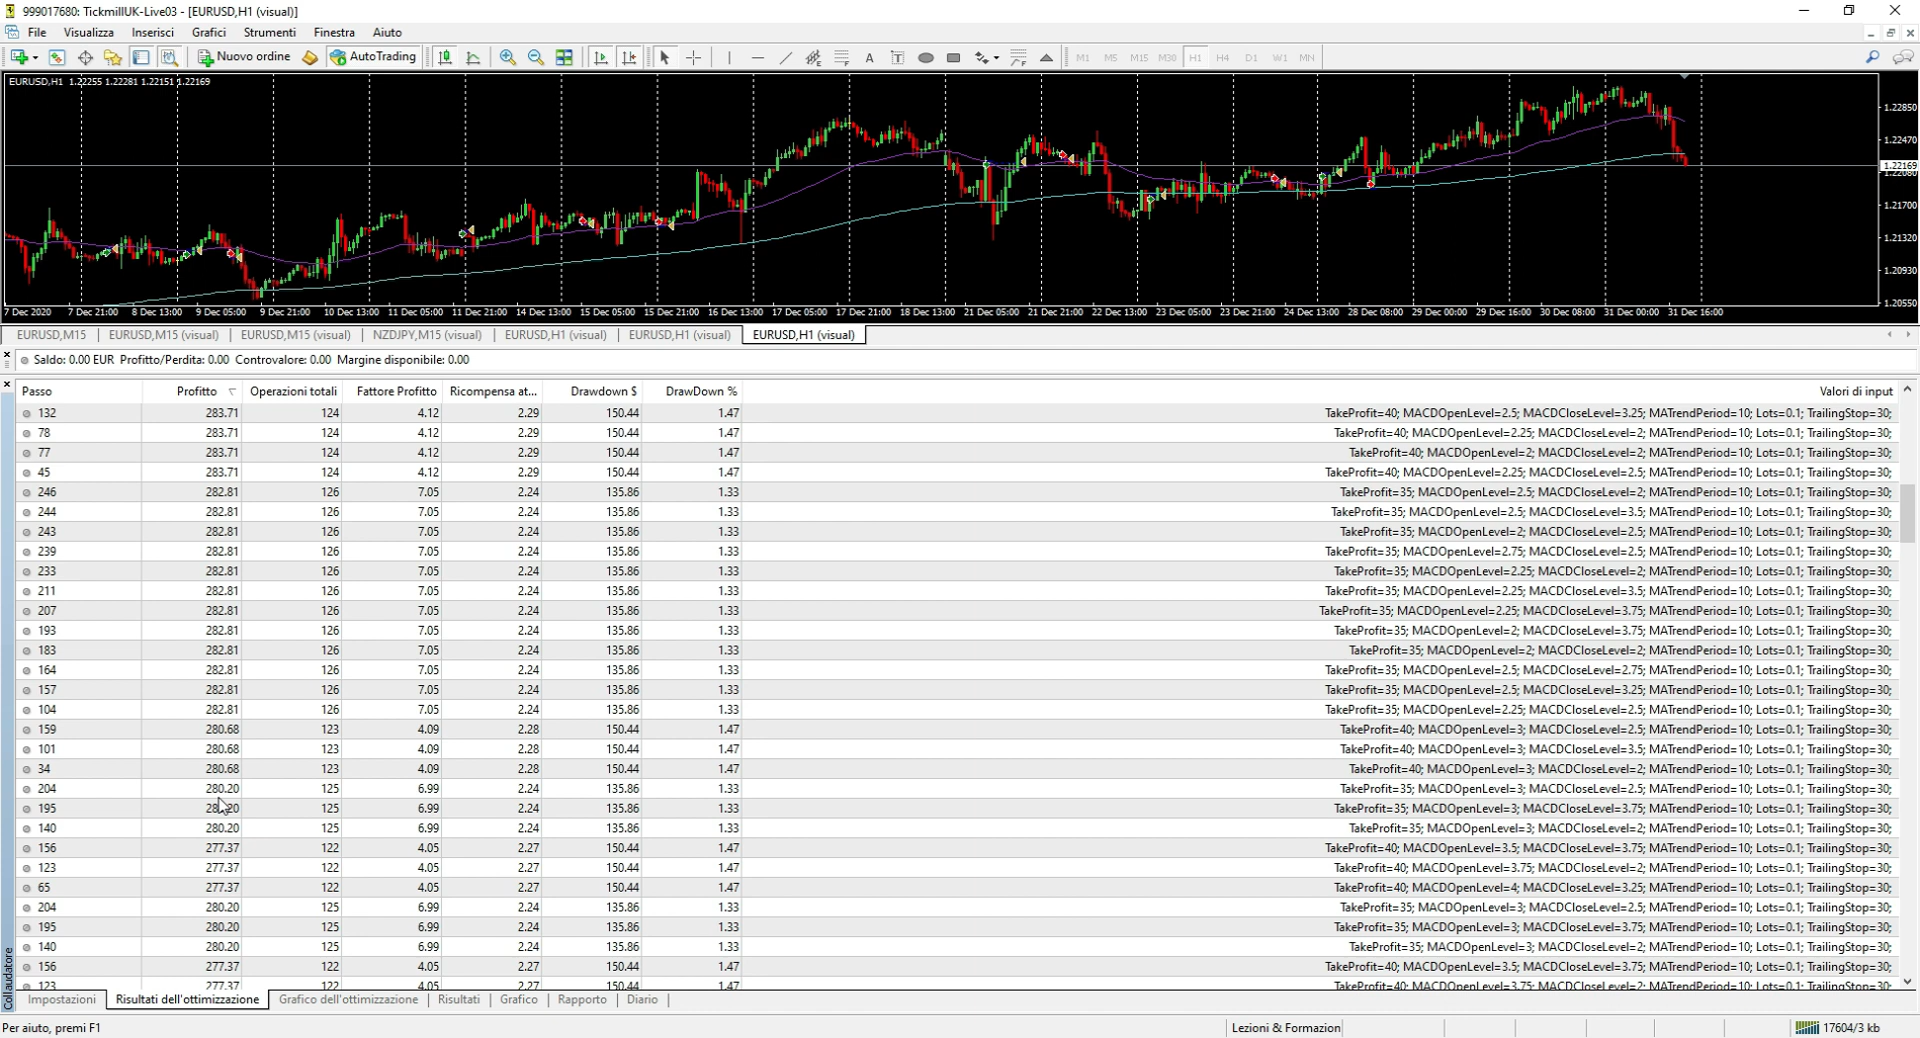 999017680: TickmillUK-Live03 - [EURUSD,H1 (visual)]
File Visualizza Inserisci Grafici Strumenti Finestra Aiuto
Nuovo ordine AutoTrading A T M1 M5 M15 M30 H1 H4 D1 W1 MN
EURUSD,H1 1.22255 1.22281 1.22151 1.22169
1.22850
1.22470
1.22169
1.22080
1.21700
1.21320
1.20930
1.20550
7 Dec 2020 7 Dec 21:00 8 Dec 13:00 9 Dec 05:00 9 Dec 21:00 10 Dec 13:00 11 Dec 05:00 11 Dec 21:00 14 Dec 13:00 15 Dec 05:00 15 Dec 21:00 16 Dec 13:00 17 Dec 05:00 17 Dec 21:00 18 Dec 13:00 21 Dec 05:00 21 Dec 21:00 22 Dec 13:00 23 Dec 05:00 23 Dec 21:00 24 Dec 13:00 28 Dec 08:00 29 Dec 00:00 29 Dec 16:00 30 Dec 08:00 31 Dec 00:00 31 Dec 16:00
EURUSD,M15 EURUSD,M15 (visual) EURUSD,M15 (visual) NZDJPY,M15 (visual) EURUSD,H1 (visual) EURUSD,H1 (visual) EURUSD,H1 (visual)
Saldo: 0.00 EUR Profitto/Perdita: 0.00 Controvalore: 0.00 Margine disponibile: 0.00
Passo Profitto Operazioni totali Fattore Profitto Ricompensa at... Drawdown $ DrawDown % Valori di input
132 283.71 124 4.12 2.29 150.44 1.47 TakeProfit=40; MACDOpenLevel=2.5; MACDCloseLevel=3.25; MATrendPeriod=10; Lots=0.1; TrailingStop=30;
78 283.71 124 4.12 2.29 150.44 1.47 TakeProfit=40; MACDOpenLevel=2.25; MACDCloseLevel=2; MATrendPeriod=10; Lots=0.1; TrailingStop=30;
77 283.71 124 4.12 2.29 150.44 1.47 TakeProfit=40; MACDOpenLevel=2; MACDCloseLevel=2; MATrendPeriod=10; Lots=0.1; TrailingStop=30;
45 283.71 124 4.12 2.29 150.44 1.47 TakeProfit=40; MACDOpenLevel=2.25; MACDCloseLevel=2.5; MATrendPeriod=10; Lots=0.1; TrailingStop=30;
246 282.81 126 7.05 2.24 135.86 1.33 TakeProfit=35; MACDOpenLevel=2.5; MACDCloseLevel=2; MATrendPeriod=10; Lots=0.1; TrailingStop=30;
244 282.81 126 7.05 2.24 135.86 1.33 TakeProfit=35; MACDOpenLevel=2.5; MACDCloseLevel=3.5; MATrendPeriod=10; Lots=0.1; TrailingStop=30;
243 282.81 126 7.05 2.24 135.86 1.33 TakeProfit=35; MACDOpenLevel=2; MACDCloseLevel=2.5; MATrendPeriod=10; Lots=0.1; TrailingStop=30;
239 282.81 126 7.05 2.24 135.86 1.33 TakeProfit=35; MACDOpenLevel=2.75; MACDCloseLevel=2.5; MATrendPeriod=10; Lots=0.1; TrailingStop=30;
233 282.81 126 7.05 2.24 135.86 1.33 TakeProfit=35; MACDOpenLevel=2.25; MACDCloseLevel=2; MATrendPeriod=10; Lots=0.1; TrailingStop=30;
211 282.81 126 7.05 2.24 135.86 1.33 TakeProfit=35; MACDOpenLevel=2.25; MACDCloseLevel=3.5; MATrendPeriod=10; Lots=0.1; TrailingStop=30;
207 282.81 126 7.05 2.24 135.86 1.33 TakeProfit=35; MACDOpenLevel=2.25; MACDCloseLevel=3.75; MATrendPeriod=10; Lots=0.1; TrailingStop=30;
193 282.81 126 7.05 2.24 135.86 1.33 TakeProfit=35; MACDOpenLevel=2; MACDCloseLevel=3.75; MATrendPeriod=10; Lots=0.1; TrailingStop=30;
183 282.81 126 7.05 2.24 135.86 1.33 TakeProfit=35; MACDOpenLevel=2; MACDCloseLevel=2; MATrendPeriod=10; Lots=0.1; TrailingStop=30;
164 282.81 126 7.05 2.24 135.86 1.33 TakeProfit=35; MACDOpenLevel=2.5; MACDCloseLevel=2.75; MATrendPeriod=10; Lots=0.1; TrailingStop=30;
157 282.81 126 7.05 2.24 135.86 1.33 TakeProfit=35; MACDOpenLevel=2.5; MACDCloseLevel=3.25; MATrendPeriod=10; Lots=0.1; TrailingStop=30;
104 282.81 126 7.05 2.24 135.86 1.33 TakeProfit=35; MACDOpenLevel=2.25; MACDCloseLevel=2.5; MATrendPeriod=10; Lots=0.1; TrailingStop=30;
159 280.68 123 4.09 2.28 150.44 1.47 TakeProfit=40; MACDOpenLevel=3; MACDCloseLevel=2.5; MATrendPeriod=10; Lots=0.1; TrailingStop=30;
101 280.68 123 4.09 2.28 150.44 1.47 TakeProfit=40; MACDOpenLevel=3; MACDCloseLevel=3.5; MATrendPeriod=10; Lots=0.1; TrailingStop=30;
34 280.68 123 4.09 2.28 150.44 1.47 TakeProfit=40; MACDOpenLevel=3; MACDCloseLevel=2; MATrendPeriod=10; Lots=0.1; TrailingStop=30;
204 280.20 125 6.99 2.24 135.86 1.33 TakeProfit=35; MACDOpenLevel=3; MACDCloseLevel=2.5; MATrendPeriod=10; Lots=0.1; TrailingStop=30;
195 280.20 125 6.99 2.24 135.86 1.33 TakeProfit=35; MACDOpenLevel=3; MACDCloseLevel=3.75; MATrendPeriod=10; Lots=0.1; TrailingStop=30;
140 280.20 125 6.99 2.24 135.86 1.33 TakeProfit=35; MACDOpenLevel=3; MACDCloseLevel=2; MATrendPeriod=10; Lots=0.1; TrailingStop=30;
156 277.37 122 4.05 2.27 150.44 1.47 TakeProfit=40; MACDOpenLevel=3.5; MACDCloseLevel=3.75; MATrendPeriod=10; Lots=0.1; TrailingStop=30;
123 277.37 122 4.05 2.27 150.44 1.47 TakeProfit=40; MACDOpenLevel=3.75; MACDCloseLevel=2; MATrendPeriod=10; Lots=0.1; TrailingStop=30;
65 277.37 122 4.05 2.27 150.44 1.47 TakeProfit=40; MACDOpenLevel=4; MACDCloseLevel=3.25; MATrendPeriod=10; Lots=0.1; TrailingStop=30;
204 280.20 125 6.99 2.24 135.86 1.33 TakeProfit=35; MACDOpenLevel=3; MACDCloseLevel=2.5; MATrendPeriod=10; Lots=0.1; TrailingStop=30;
195 280.20 125 6.99 2.24 135.86 1.33 TakeProfit=35; MACDOpenLevel=3; MACDCloseLevel=3.75; MATrendPeriod=10; Lots=0.1; TrailingStop=30;
140 280.20 125 6.99 2.24 135.86 1.33 TakeProfit=35; MACDOpenLevel=3; MACDCloseLevel=2; MATrendPeriod=10; Lots=0.1; TrailingStop=30;
156 277.37 122 4.05 2.27 150.44 1.47 TakeProfit=40; MACDOpenLevel=3.5; MACDCloseLevel=3.75; MATrendPeriod=10; Lots=0.1; TrailingStop=30;
123 277.37 122 4.05 2.27 150.44 1.47 TakeProfit=40; MACDOpenLevel=3.75; MACDCloseLevel=2; MATrendPeriod=10; Lots=0.1; TrailingStop=30;
Collaudatore
Impostazioni Risultati dell'ottimizzazione Grafico dell'ottimizzazione Risultati Grafico Rapporto Diario
Per aiuto, premi F1 Lezioni & Formazion 17604/3 kb